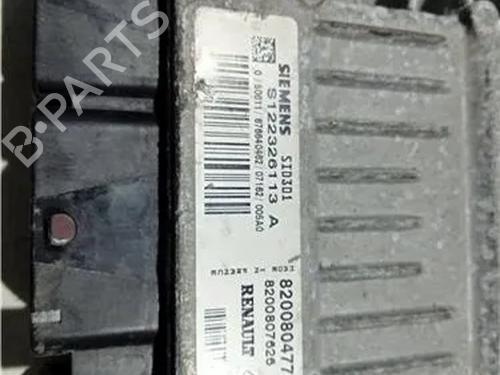 SIEMENS SID301
S122326113 A
820080477
8200807626
RENAULT
B-Parts